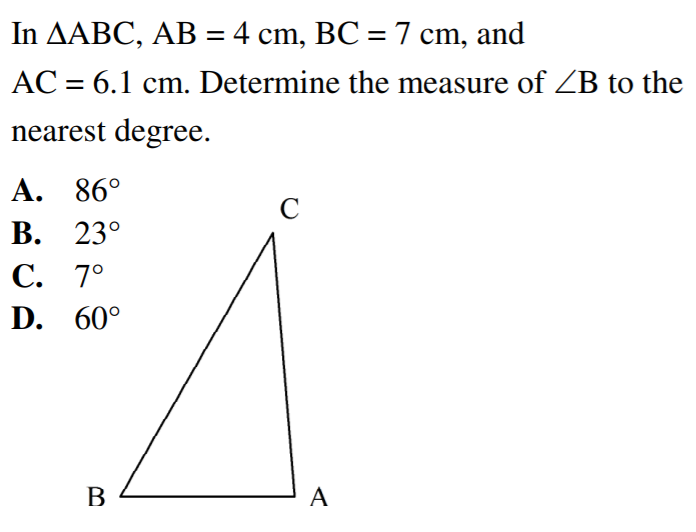 In ΔABC, AB = 4 cm, BC = 7 cm, and
AC = 6.1 cm. Determine the measure of ∠B to the
nearest degree.
A. 86°
B. 23°
C. 7°
D. 60°
C
B
A